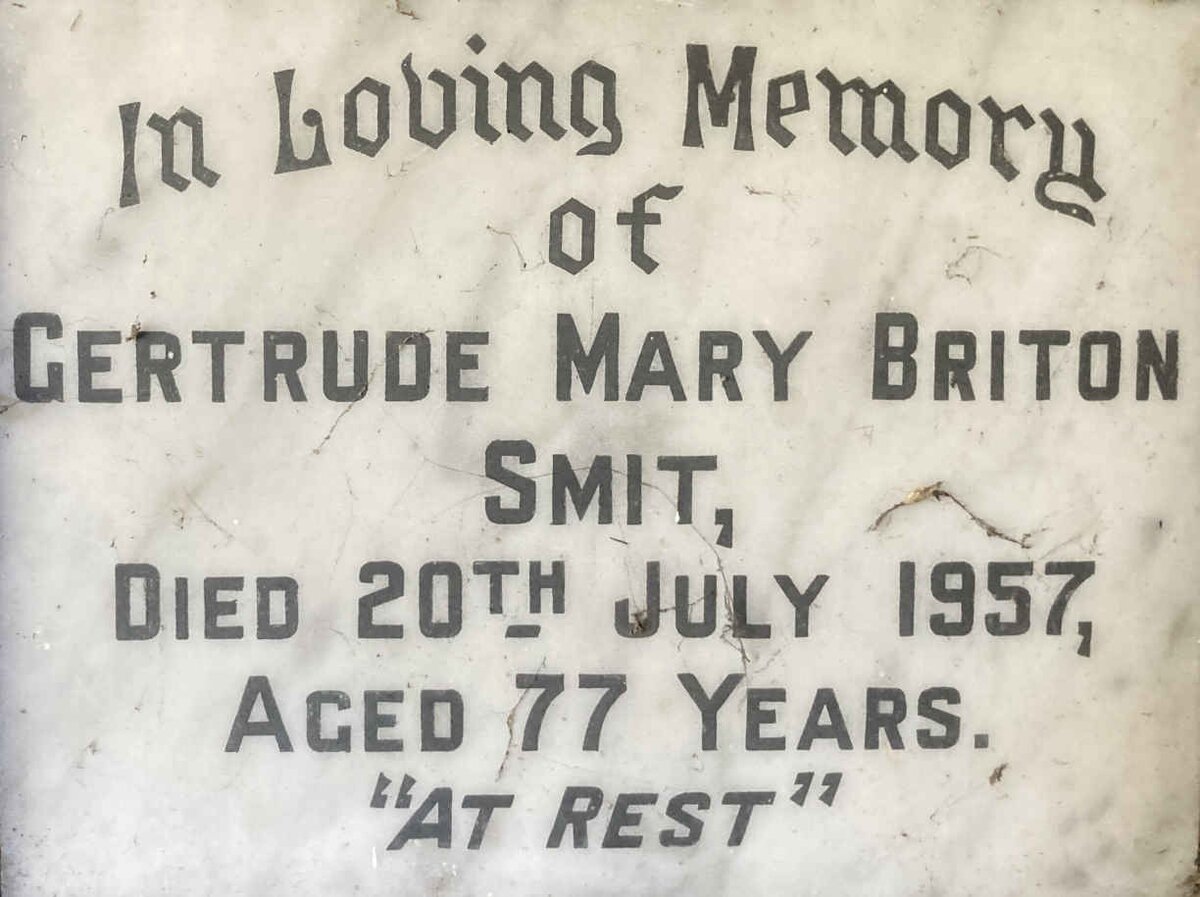 In Loving Memory
of
GERTRUDE MARY BRITON
SMIT,
DIED 20TH JULY 1957,
AGED 77 YEARS.
"AT REST"